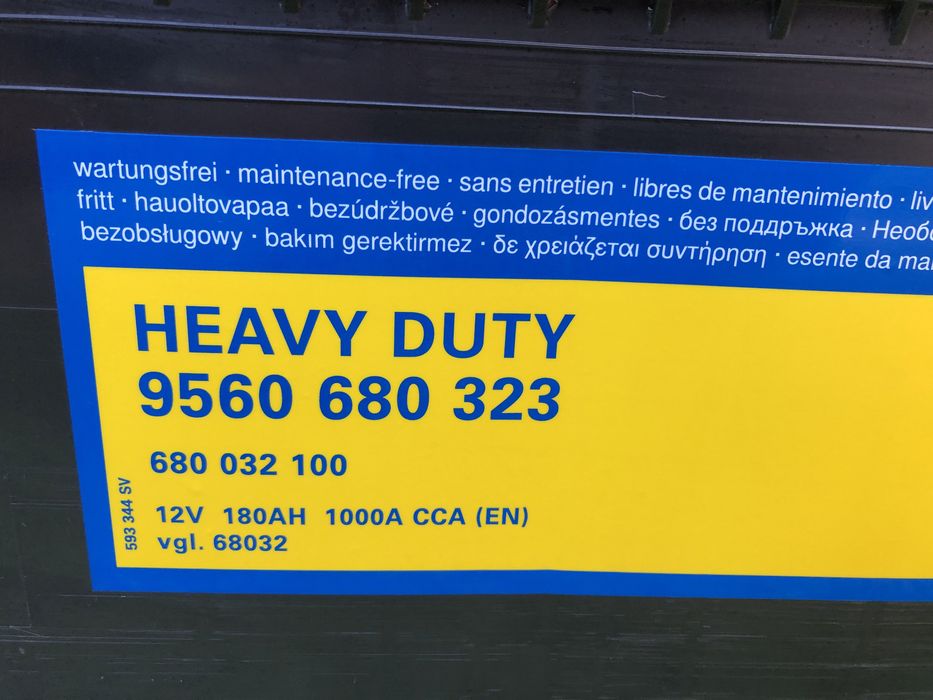 wartungsfrei · maintenance-free · sans entretien · libres de mantenimiento ·
fritt · hauoltovapaa · bezúdržbové · gondozásmentes · без поддръжка ·
bezobsługowy · bakım gerektirmez · δε χρειάζεται συντήρηση · esente da
HEAVY DUTY
9560 680 323
680 032 100
12V 180AH 1000A CCA (EN)
vgl. 68032
593 344 SV